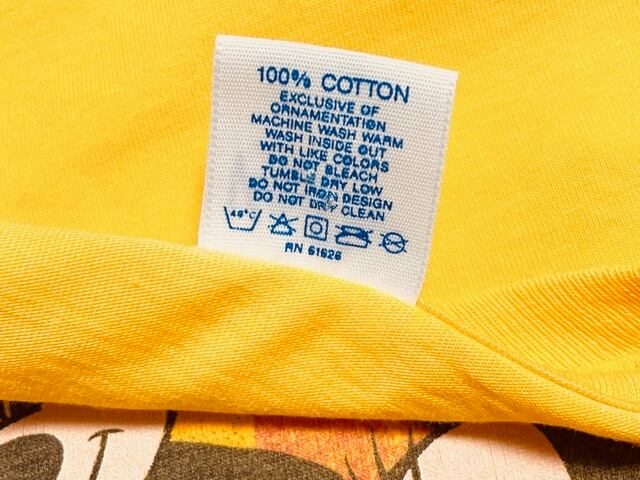 100% COTTON
EXCLUSIVE OF
ORNAMENTATION
MACHINE WASH WARM
WASH INSIDE OUT
WITH LIKE COLORS
DO NOT BLEACH
TUMBLE DRY LOW
DO NOT IRON DESIGN
DO NOT DRY CLEAN
40°C
RN 61626